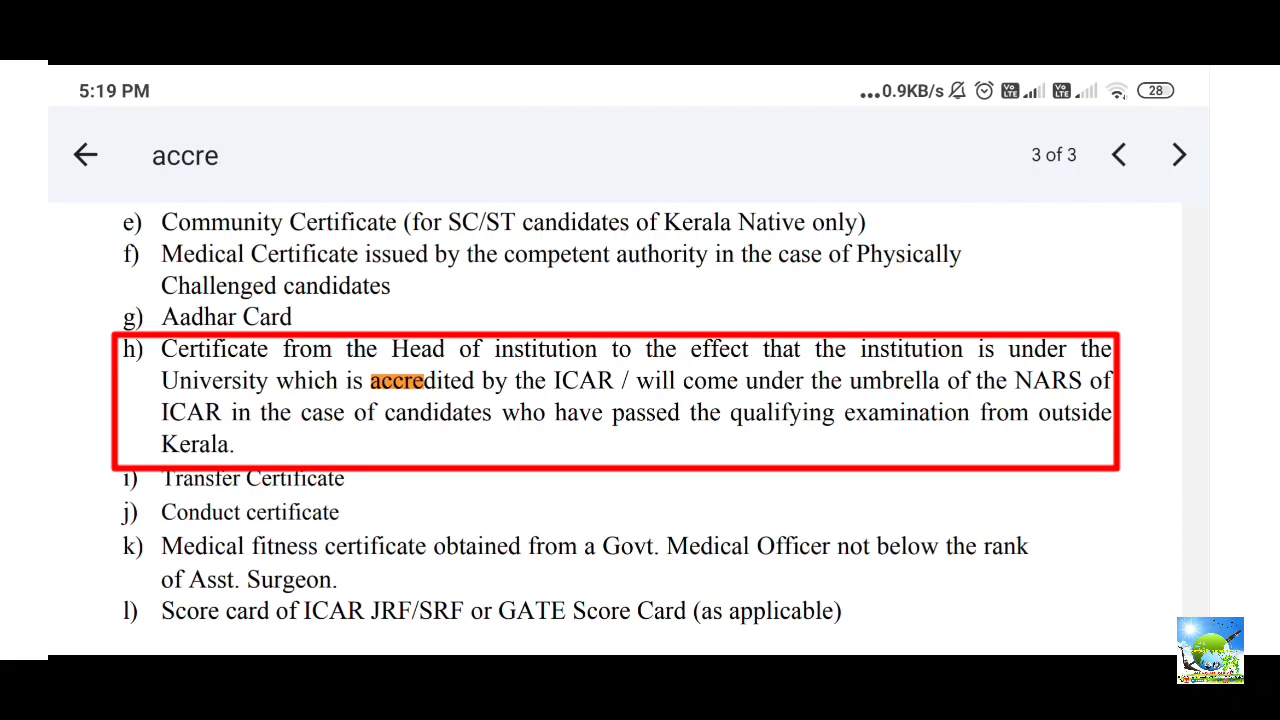 5:19 PM
...0.9KB/s
Vo LTE
Vo LTE
28
accre
3 of 3
e) Community Certificate (for SC/ST candidates of Kerala Native only)
f) Medical Certificate issued by the competent authority in the case of Physically
Challenged candidates
g) Aadhar Card
h) Certificate from the Head of institution to the effect that the institution is under the
University which is accredited by the ICAR / will come under the umbrella of the NARS of
ICAR in the case of candidates who have passed the qualifying examination from outside
Kerala.
i) Transfer Certificate
j) Conduct certificate
k) Medical fitness certificate obtained from a Govt. Medical Officer not below the rank
of Asst. Surgeon.
l) Score card of ICAR JRF/SRF or GATE Score Card (as applicable)